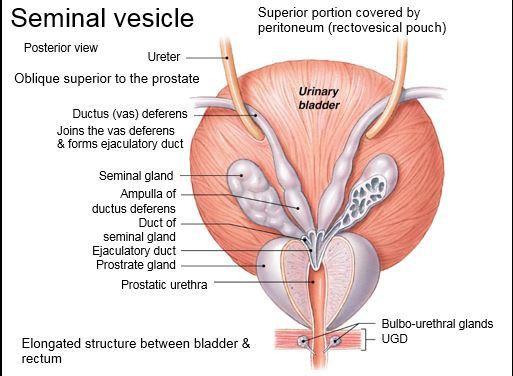 Seminal vesicle
Superior portion covered by
peritoneum (rectovesical pouch)
Posterior view
Ureter
Oblique superior to the prostate
Urinary
bladder
Ductus (vas) deferens
Joins the vas deferens
& forms ejaculatory duct
Seminal gland
Ampulla of
ductus deferens
Duct of
seminal gland
Ejaculatory duct
Prostrate gland
Prostatic urethra
Bulbo-urethral glands
UGD
Elongated structure between bladder &
rectum